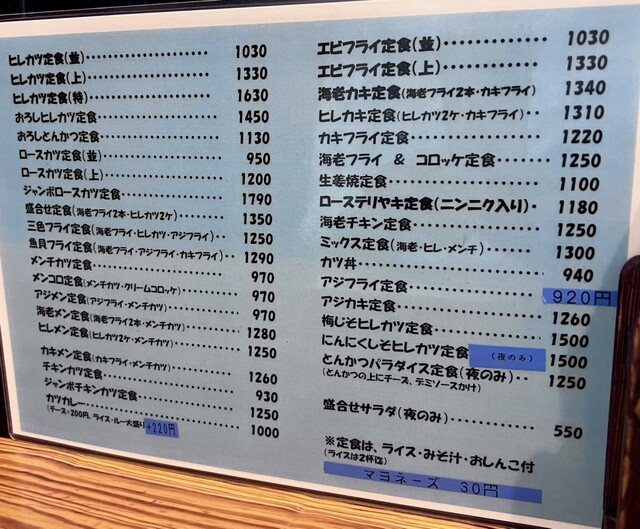 ヒレカツ定食(並)・・・・・・・・・・・・・・・ 1030
ヒレカツ定食(上)・・・・・・・・・・・・・・・ 1330
ヒレカツ定食(特)・・・・・・・・・・・・・・・ 1630
おろしヒレカツ定食・・・・・・・・・・・・・ 1450
おろしとんかつ定食・・・・・・・・・・・・・ 1130
ロースカツ定食(並)・・・・・・・・・・・・・ 950
ロースカツ定食(上)・・・・・・・・・・・・・ 1200
ジャンボロースカツ定食・・・・・・・・・ 1790
盛合せ定食(海老フライ2本・ヒレカツ2ケ)・・ 1350
三色フライ定食(海老フライ・ヒレカツ・アジフライ)・・ 1250
魚貝フライ定食(海老フライ・アジフライ・カキフライ)・・ 1290
メンチカツ定食・・・・・・・・・・・・・・・ 970
メンコロ定食(メンチカツ・クリームコロッケ)・・・・ 970
アジメン定食(アジフライ・メンチカツ)・・・・・・ 970
海老メン定食(海老フライ2本・メンチカツ)・・・・ 1280
ヒレメン定食(ヒレカツ2ケ・メンチカツ)・・・・・ 1250
カキメン定食(カキフライ・メンチカツ)・・・・・・ 1260
チキンカツ定食・・・・・・・・・・・・・・・ 930
ジャンボチキンカツ定食・・・・・・・・・ 1250
カツカレー・・・・・・・・・・・・・・・・・ 1000
(チーズ・200円、ライス・ルー大盛り +220円
エビフライ定食(並)・・・・・・・・・・・・ 1030
エビフライ定食(上)・・・・・・・・・・・・ 1330
海老カキ定食(海老フライ2本・カキフライ) 1340
ヒレカキ定食(ヒレカツ2ケ・カキフライ)・・・ 1310
カキフライ定食・・・・・・・・・・・・・・・ 1220
海老フライ & コロッケ定食・・・・・・ 1250
生姜焼定食・・・・・・・・・・・・・・・・・ 1100
ローステリヤキ定食(ニンニク入り)・ 1180
海老チキン定食・・・・・・・・・・・・・・・ 1250
ミックス定食(海老・ヒレ・メンチ)・・・・・ 1300
カツ丼・・・・・・・・・・・・・・・・・・・・ 940
アジフライ定食・・・・・・・・・・・・・・・ 920円
アジカキ定食・・・・・・・・・・・・・・・・ 1260
梅じそヒレカツ定食・・・・・・・・・・・・ 1500
にんにくしそヒレカツ定食 (夜のみ) 1500
とんかつパラダイス定食(夜のみ)・・ 1250
(とんかつの上にチーズ、デミソースかけ)
盛合せサラダ(夜のみ)・・・・・・・・・・・ 550
※定食は、ライス・みそ汁・おしんこ付
(ライスは2杯迄)
マヨネーズ 30円